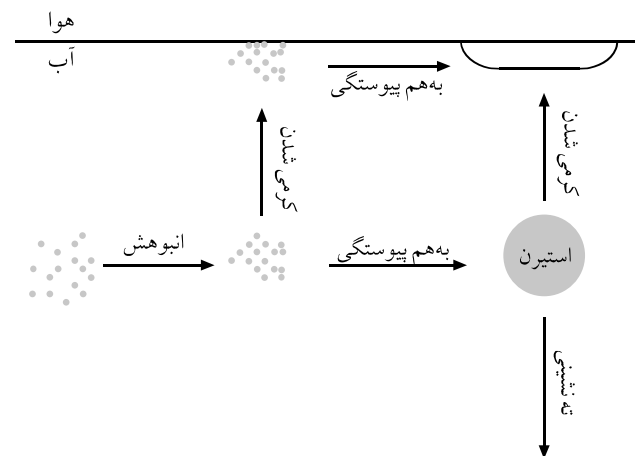 هوا
آب
به‌هم پیوستگی
کرمی شدن
کرمی شدن
انبوهش
به‌هم پیوستگی
استیرن
ته نشینی